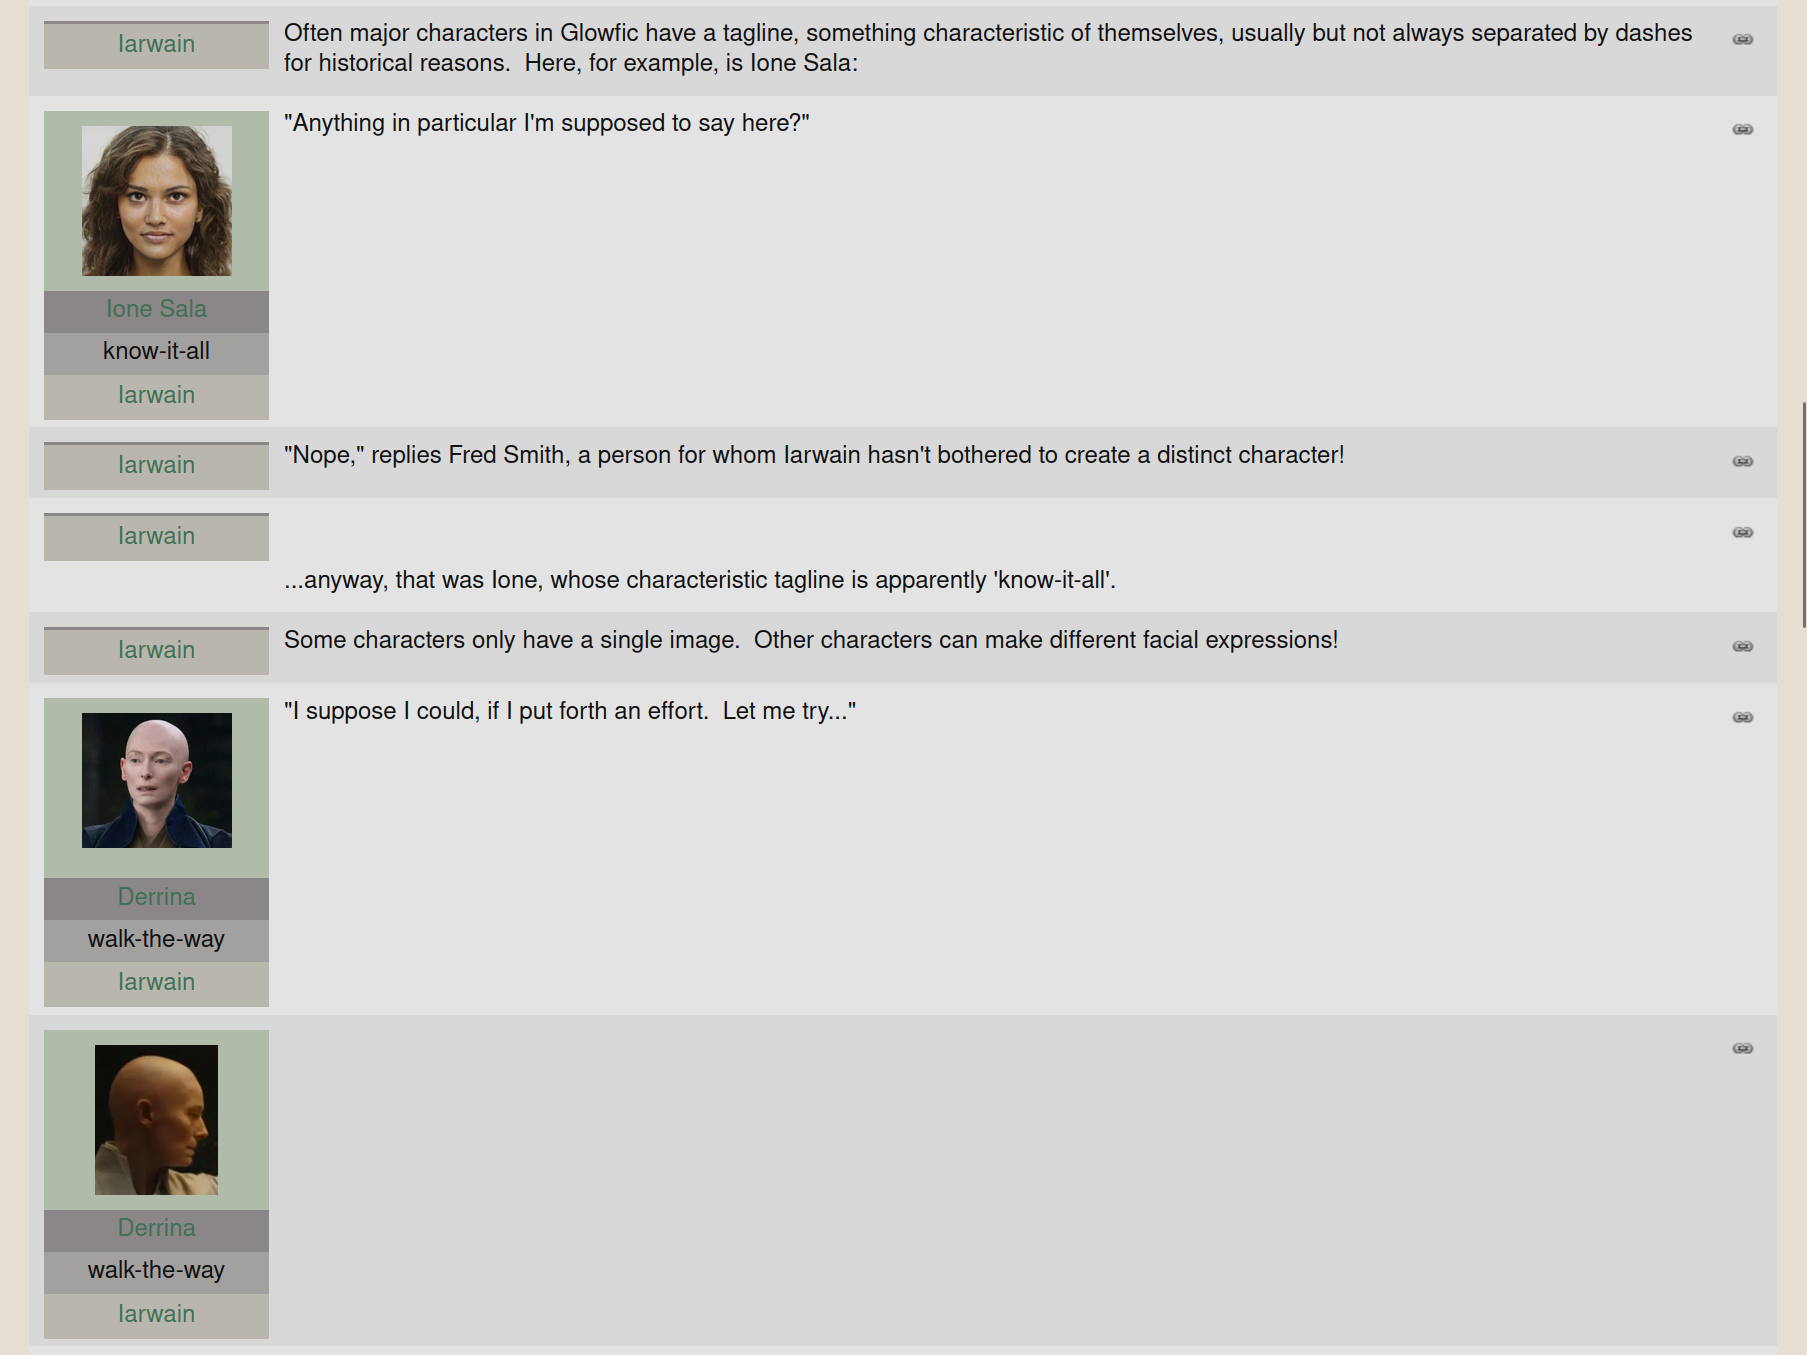 Iarwain
Often major characters in Glowfic have a tagline, something characteristic of themselves, usually but not always separated by dashes
for historical reasons.  Here, for example, is Ione Sala:
"Anything in particular I'm supposed to say here?"
Ione Sala
know-it-all
Iarwain
Iarwain
"Nope," replies Fred Smith, a person for whom Iarwain hasn't bothered to create a distinct character!
Iarwain
...anyway, that was Ione, whose characteristic tagline is apparently 'know-it-all'.
Iarwain
Some characters only have a single image.  Other characters can make different facial expressions!
"I suppose I could, if I put forth an effort.  Let me try..."
Derrina
walk-the-way
Iarwain
Derrina
walk-the-way
Iarwain